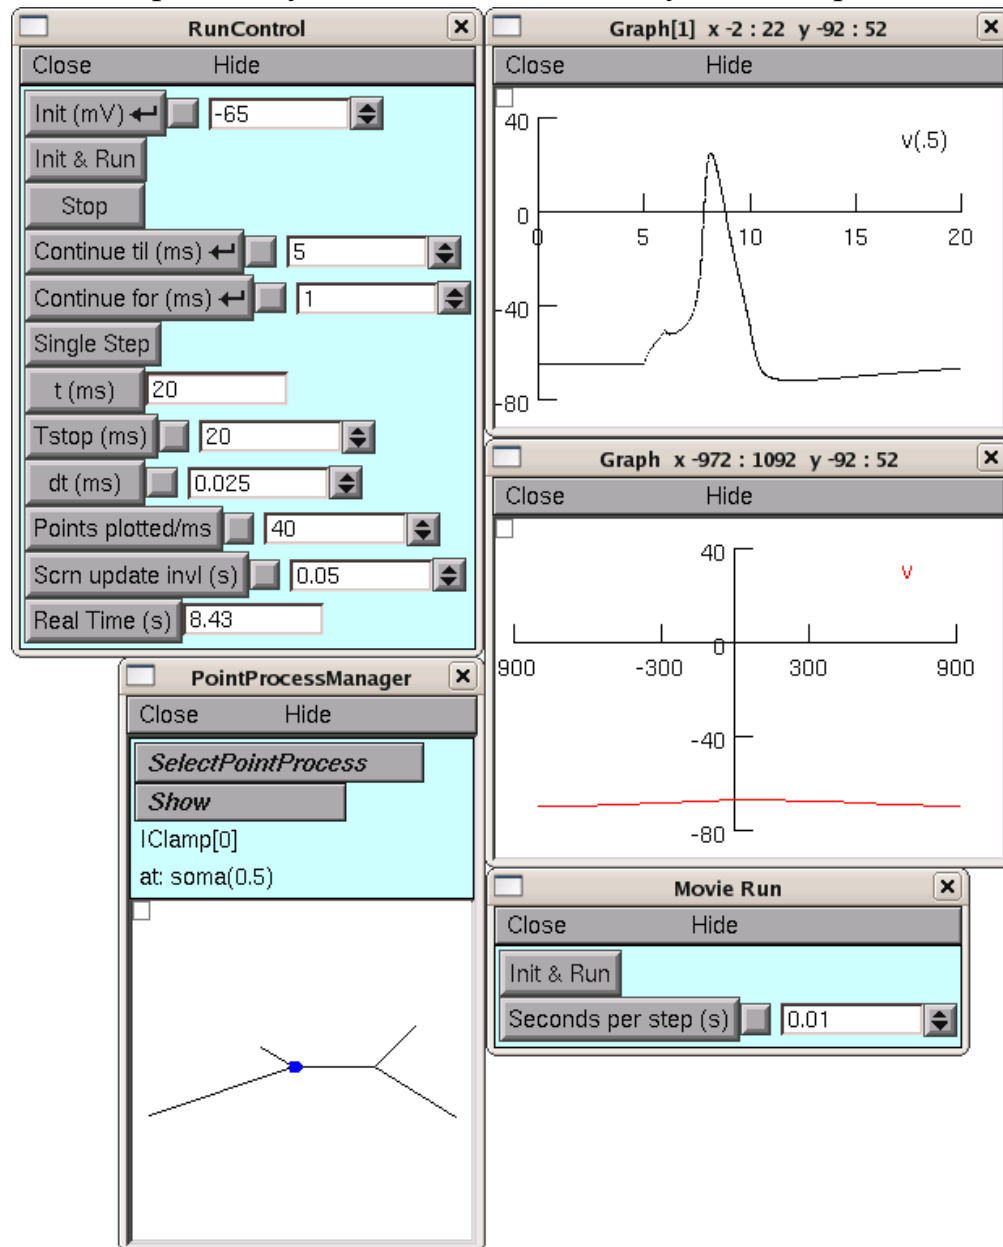 RunControl
Close Hide
Init (mV) -65
Init & Run
Stop
Continue til (ms) 5
Continue for (ms) 1
Single Step
t (ms) 20
Tstop (ms) 20
dt (ms) 0.025
Points plotted/ms 40
Scrn update invl (s) 0.05
Real Time (s) 8.43
Graph[1] x -2 : 22 y -92 : 52
Close Hide
40
v(.5)
0
0 5 10 15 20
-40
-80
Graph x -972 : 1092 y -92 : 52
Close Hide
40
v
0
900 -300 300 900
-40
-80
PointProcessManager
Close Hide
SelectPointProcess
Show
IClamp[0]
at: soma(0.5)
Movie Run
Close Hide
Init & Run
Seconds per step (s) 0.01